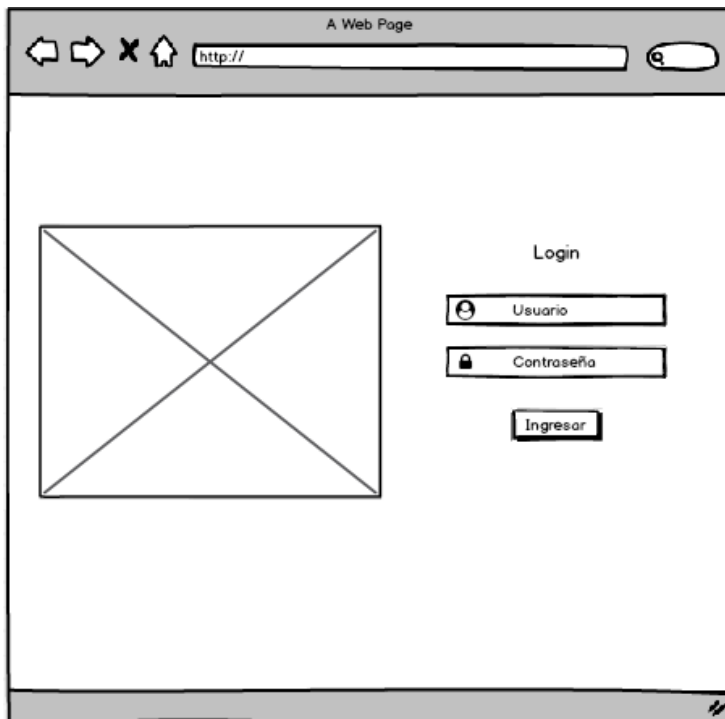 A Web Page
http://
Login
Usuario
Contraseña
Ingresar